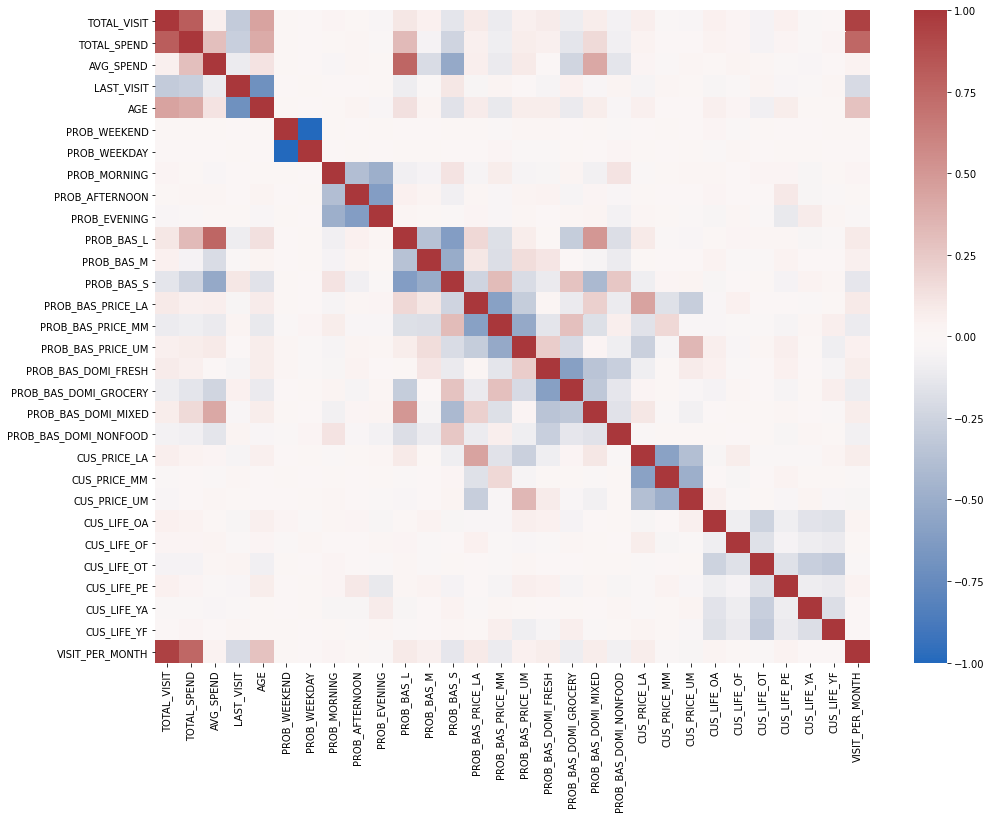 TOTAL_VISIT
TOTAL_SPEND
AVG_SPEND
LAST_VISIT
AGE
PROB_WEEKEND
PROB_WEEKDAY
PROB_MORNING
PROB_AFTERNOON
PROB_EVENING
PROB_BAS_L
PROB_BAS_M
PROB_BAS_S
PROB_BAS_PRICE_LA
PROB_BAS_PRICE_MM
PROB_BAS_PRICE_UM
PROB_BAS_DOMI_FRESH
PROB_BAS_DOMI_GROCERY
PROB_BAS_DOMI_MIXED
PROB_BAS_DOMI_NONFOOD
CUS_PRICE_LA
CUS_PRICE_MM
CUS_PRICE_UM
CUS_LIFE_OA
CUS_LIFE_OF
CUS_LIFE_OT
CUS_LIFE_PE
CUS_LIFE_YA
CUS_LIFE_YF
VISIT_PER_MONTH
TOTAL_VISIT
TOTAL_SPEND
AVG_SPEND
LAST_VISIT
AGE
PROB_WEEKEND
PROB_WEEKDAY
PROB_MORNING
PROB_AFTERNOON
PROB_EVENING
PROB_BAS_L
PROB_BAS_M
PROB_BAS_S
PROB_BAS_PRICE_LA
PROB_BAS_PRICE_MM
PROB_BAS_PRICE_UM
PROB_BAS_DOMI_FRESH
PROB_BAS_DOMI_GROCERY
PROB_BAS_DOMI_MIXED
PROB_BAS_DOMI_NONFOOD
CUS_PRICE_LA
CUS_PRICE_MM
CUS_PRICE_UM
CUS_LIFE_OA
CUS_LIFE_OF
CUS_LIFE_OT
CUS_LIFE_PE
CUS_LIFE_YA
CUS_LIFE_YF
VISIT_PER_MONTH
1.00
0.75
0.50
0.25
0.00
−0.25
−0.50
−0.75
−1.00